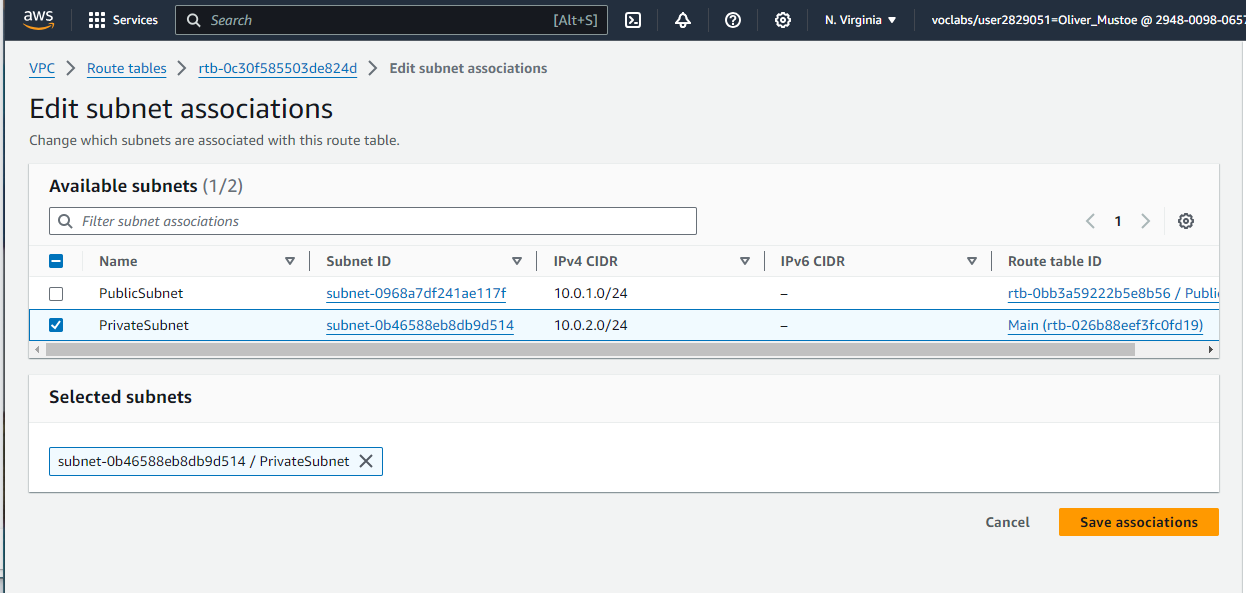 aws Services Search [Alt+S] N. Virginia voclabs/user2829051=Oliver_Mustoe @ 2948-0098-0657
VPC Route tables rtb-0c30f585503de824d Edit subnet associations
Edit subnet associations
Change which subnets are associated with this route table.
Available subnets (1/2)
Filter subnet associations
1
Name Subnet ID IPv4 CIDR IPv6 CIDR Route table ID
PublicSubnet subnet-0968a7df241ae117f 10.0.1.0/24 – rtb-0bb3a59222b5e8b56 / Publi
PrivateSubnet subnet-0b46588eb8db9d514 10.0.2.0/24 – Main (rtb-026b88eef3fc0fd19)
Selected subnets
subnet-0b46588eb8db9d514 / PrivateSubnet
Cancel Save associations